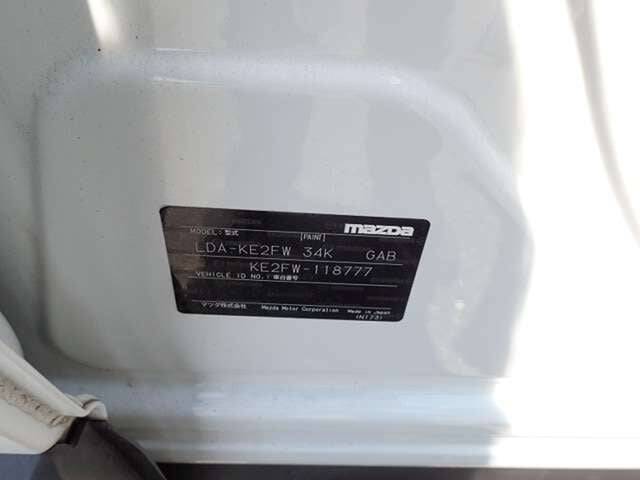 mazda
MODEL:型式 [PAINT]
LDA-KE2FW 34K GAB
KE2FW-118777
VEHICLE ID NO.:車台番号
マツダ株式会社 Mazda Motor Corporation Made in Japan
(N173)